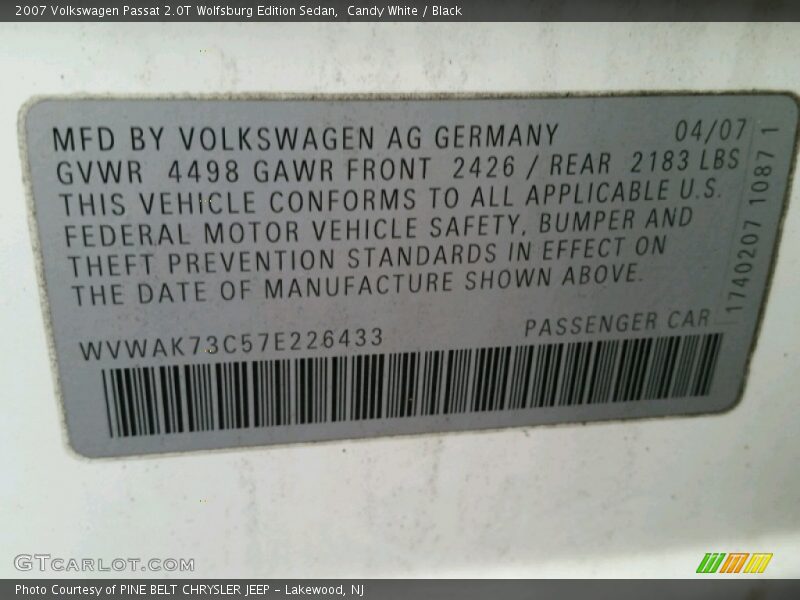 2007 Volkswagen Passat 2.0T Wolfsburg Edition Sedan, Candy White / Black
MFD BY VOLKSWAGEN AG GERMANY 04/07
GVWR 4498 GAWR FRONT 2426 / REAR 2183 LBS
THIS VEHICLE CONFORMS TO ALL APPLICABLE U.S.
FEDERAL MOTOR VEHICLE SAFETY, BUMPER AND
THEFT PREVENTION STANDARDS IN EFFECT ON
THE DATE OF MANUFACTURE SHOWN ABOVE.
WVWAK73C57E226433 PASSENGER CAR
1740207 1087 1
GTCARLOT.COM
Photo Courtesy of PINE BELT CHRYSLER JEEP – Lakewood, NJ